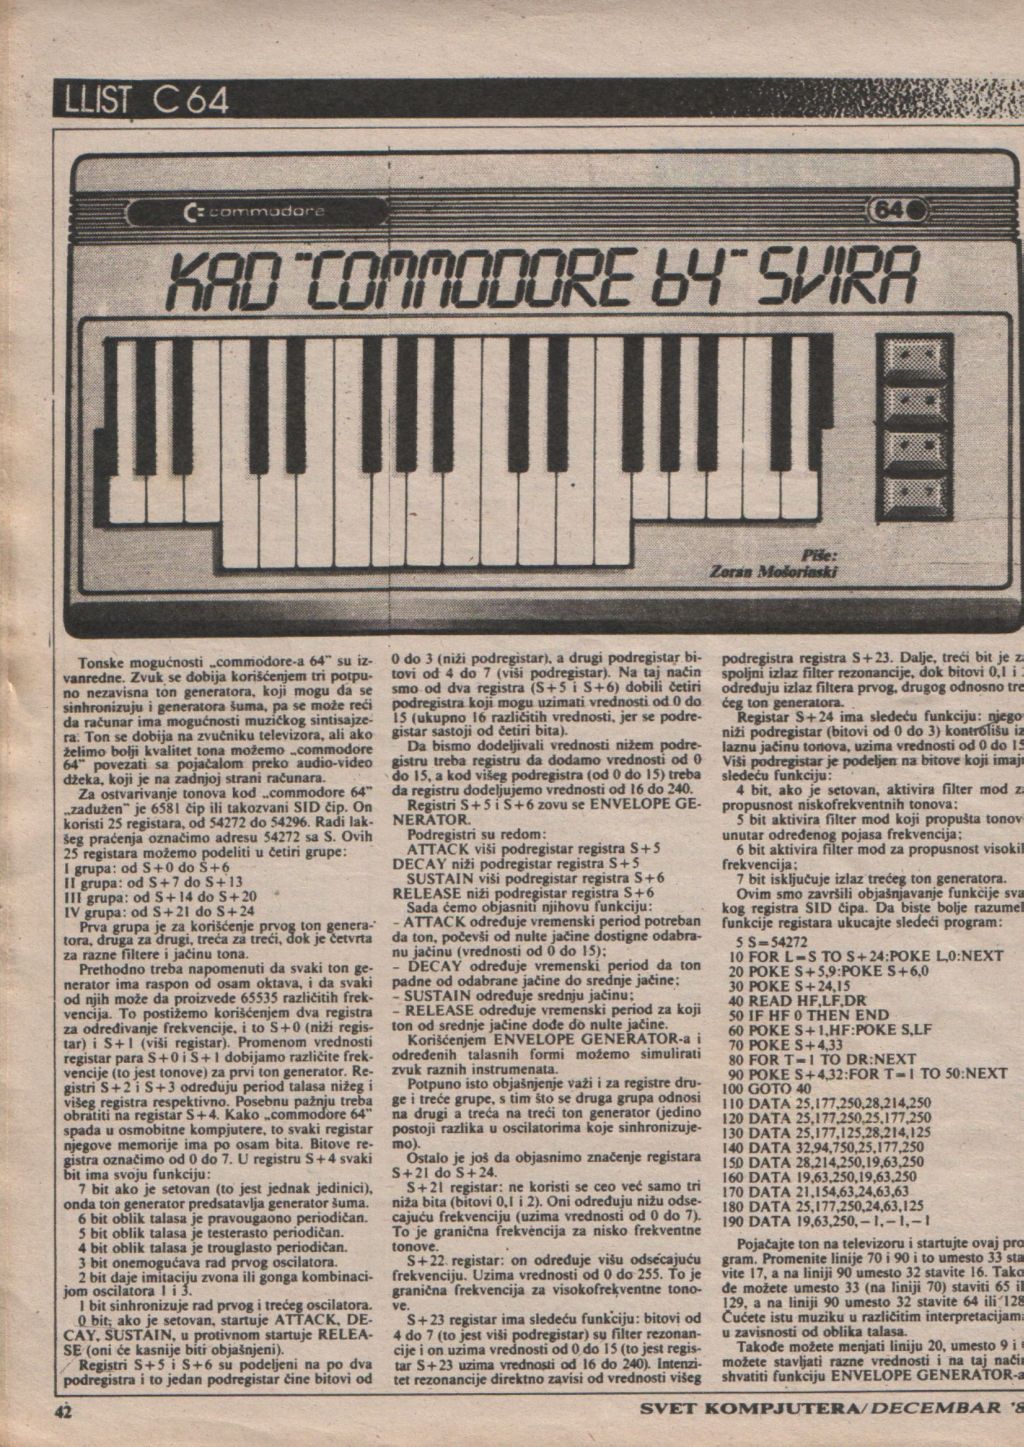 LLIST C64
commodore
64
KAD "COMMODORE 64" SVIRA
Piše:
Zoran Mošorinski
Tonske mogućnosti „commodore-a 64" su iz-
vanredne. Zvuk se dobija korišćenjem tri potpu-
no nezavisna ton generatora, koji mogu da se
sinhronizuju i generatora šuma, pa se može reći
da računar ima mogućnosti muzičkog sintisajze-
ra. Ton se dobija na zvučniku televizora, ali ako
želimo bolji kvalitet tona možemo „commodore
64" povezati sa pojačalom preko audio-video
džeka, koji je na zadnjoj strani računara.
Za ostvarivanje tonova kod „commodore 64"
„zadužen" je 6581 čip ili takozvani SID čip. On
koristi 25 registara, od 54272 do 54296. Radi lak-
šeg praćenja označimo adresu 54272 sa S. Ovih
25 registara možemo podeliti u četiri grupe:
I grupa: od S+0 do S+6
II grupa: od S+7 do S+13
III grupa: od S+14 do S+20
IV grupa: od S+21 do S+24
Prva grupa je za korišćenje prvog ton genera-
tora, druga za drugi, treća za treći, dok je četvrta
za razne filtere i jačinu tona.
Prethodno treba napomenuti da svaki ton ge-
nerator ima raspon od osam oktava, i da svaki
od njih može da proizvede 65535 različitih frek-
vencija. To postižemo korišćenjem dva registra
za određivanje frekvencije, i to S+0 (niži regis-
tar) i S+1 (viši registar). Promenom vrednosti
registar para S+0 i S+1 dobijamo različite frek-
vencije (to jest tonove) za prvi ton generator. Re-
gistri S+2 i S+3 određuju period talasa nižeg i
višeg registra respektivno. Posebnu pažnju treba
obratiti na registar S+4. Kako „commodore 64"
spada u osmobitne kompjutere, to svaki registar
njegove memorije ima po osam bita. Bitove re-
gistra označimo od 0 do 7. U registru S+4 svaki
bit ima svoju funkciju:
7 bit ako je setovan (to jest jednak jedinici),
onda ton generator predsatavlja generator šuma.
6 bit oblik talasa je pravougaono periodičan.
5 bit oblik talasa je testerasto periodičan.
4 bit oblik talasa je trouglasto periodičan.
3 bit onemogućava rad prvog oscilatora.
2 bit daje imitaciju zvona ili gonga kombinaci-
jom oscilatora 1 i 3.
1 bit sinhronizuje rad prvog i trećeg oscilatora.
0 bit; ako je setovan, startuje ATTACK, DE-
CAY, SUSTAIN, u protivnom startuje RELEA-
SE (oni će kasnije biti objašnjeni).
Registri S+5 i S+6 su podeljeni na po dva
podregistra i to jedan podregistar čine bitovi od
0 do 3 (niži podregistar), a drugi podregistar bi-
tovi od 4 do 7 (viši podregistar). Na taj način
smo od dva registra (S+5 i S+6) dobili četiri
podregistra koji mogu uzimati vrednosti od 0 do
15 (ukupno 16 različitih vrednosti, jer se podre-
gistar sastoji od četiri bita).
Da bismo dodeljivali vrednosti nižem podre-
gistru treba registru da dodamo vrednosti od 0
do 15, a kod višeg podregistra (od 0 do 15) treba
da registru dodeljujemo vrednosti od 16 do 240.
Registri S+5 i S+6 zovu se ENVELOPE GE-
NERATOR.
Podregistri su redom:
ATTACK viši podregistar registra S+5
DECAY niži podregistar registra S+5
SUSTAIN viši podregistar registra S+6
RELEASE niži podregistar registra S+6
Sada ćemo objasniti njihovu funkciju:
– ATTACK određuje vremenski period potreban
da ton, počevši od nulte jačine dostigne odabra-
nu jačinu (vrednosti od 0 do 15);
– DECAY određuje vremenski period da ton
padne od odabrane jačine do srednje jačine;
– SUSTAIN određuje srednju jačinu;
– RELEASE određuje vremenski period za koji
ton od srednje jačine dođe do nulte jačine.
Korišćenjem ENVELOPE GENERATOR-a i
određenih talasnih formi možemo simulirati
zvuk raznih instrumenata.
Potpuno isto objašnjenje važi i za registre dru-
ge i treće grupe, s tim što se druga grupa odnosi
na drugi a treća na treći ton generator (jedino
postoji razlika u oscilatorima koje sinhronizuje-
mo).
Ostalo je još da objasnimo značenje registara
S+21 do S+24.
S+21 registar: ne koristi se ceo već samo tri
niža bita (bitovi 0,1 i 2). Oni određuju nižu odse-
cajuću frekvenciju (uzima vrednosti od 0 do 7).
To je granična frekvencija za nisko frekventne
tonove.
S+22 registar: on određuje višu odsecajuću
frekvenciju. Uzima vrednosti od 0 do 255. To je
granična frekvencija za visokofrekventne tono-
ve.
S+23 registar ima sledeću funkciju: bitovi od
4 do 7 (to jest viši podregistar) su filter rezonan-
cije i on uzima vrednosti od 0 do 15 (to jest regis-
tar S+23 uzima vrednosti od 16 do 240). Intenzi-
tet rezonancije direktno zavisi od vrednosti višeg
podregistra registra S+23. Dalje, treći bit je z
spoljni izlaz filter rezonancije, dok bitovi 0,1 i
određuju izlaz filtera prvog, drugog odnosno tre
ćeg ton generatora.
Registar S+24 ima sledeću funkciju: njego
niži podregistar (bitovi od 0 do 3) kontrolišu iz
laznu jačinu tonova, uzima vrednosti od 0 do 15
Viši podregistar je podeljen na bitove koji imaj
sledeću funkciju:
4 bit, ako je setovan, aktivira filter mod z
propusnost niskofrekventnih tonova;
5 bit aktivira filter mod koji propušta tonov
unutar određenog pojasa frekvencija;
6 bit aktivira filter mod za propusnost visokil
frekvencija;
7 bit isključuje izlaz trećeg ton generatora.
Ovim smo završili objašnjavanje funkcije sva
kog registra SID čipa. Da biste bolje razumel
funkcije registara ukucajte sledeći program:
5 S=54272
10 FOR L=S TO S+24:POKE L,0:NEXT
20 POKE S+5,9:POKE S+6,0
30 POKE S+24,15
40 READ HF,LF,DR
50 IF HF 0 THEN END
60 POKE S+1,HF:POKE S,LF
70 POKE S+4,33
80 FOR T=1 TO DR:NEXT
90 POKE S+4,32:FOR T=1 TO 50:NEXT
100 GOTO 40
110 DATA 25,177,250,28,214,250
120 DATA 25,177,250,25,177,250
130 DATA 25,177,125,28,214,125
140 DATA 32,94,750,25,177,250
150 DATA 28,214,250,19,63,250
160 DATA 19,63,250,19,63,250
170 DATA 21,154,63,24,63,63
180 DATA 25,177,250,24,63,125
190 DATA 19,63,250,–1,–1,–1
Pojačajte ton na televizoru i startujte ovaj pro
gram. Promenite linije 70 i 90 i to umesto 33 sta
vite 17, a na liniji 90 umesto 32 stavite 16. Tako
đe možete umesto 33 (na liniji 70) staviti 65 il
129, a na liniji 90 umesto 32 stavite 64 ili 128
Čućete istu muziku u različitim interpretacijam
u zavisnosti od oblika talasa.
Takođe možete menjati liniju 20, umesto 9 i
možete stavljati razne vrednosti i na taj način
shvatiti funkciju ENVELOPE GENERATOR-a
42
SVET KOMPJUTERA/DECEMBAR '8